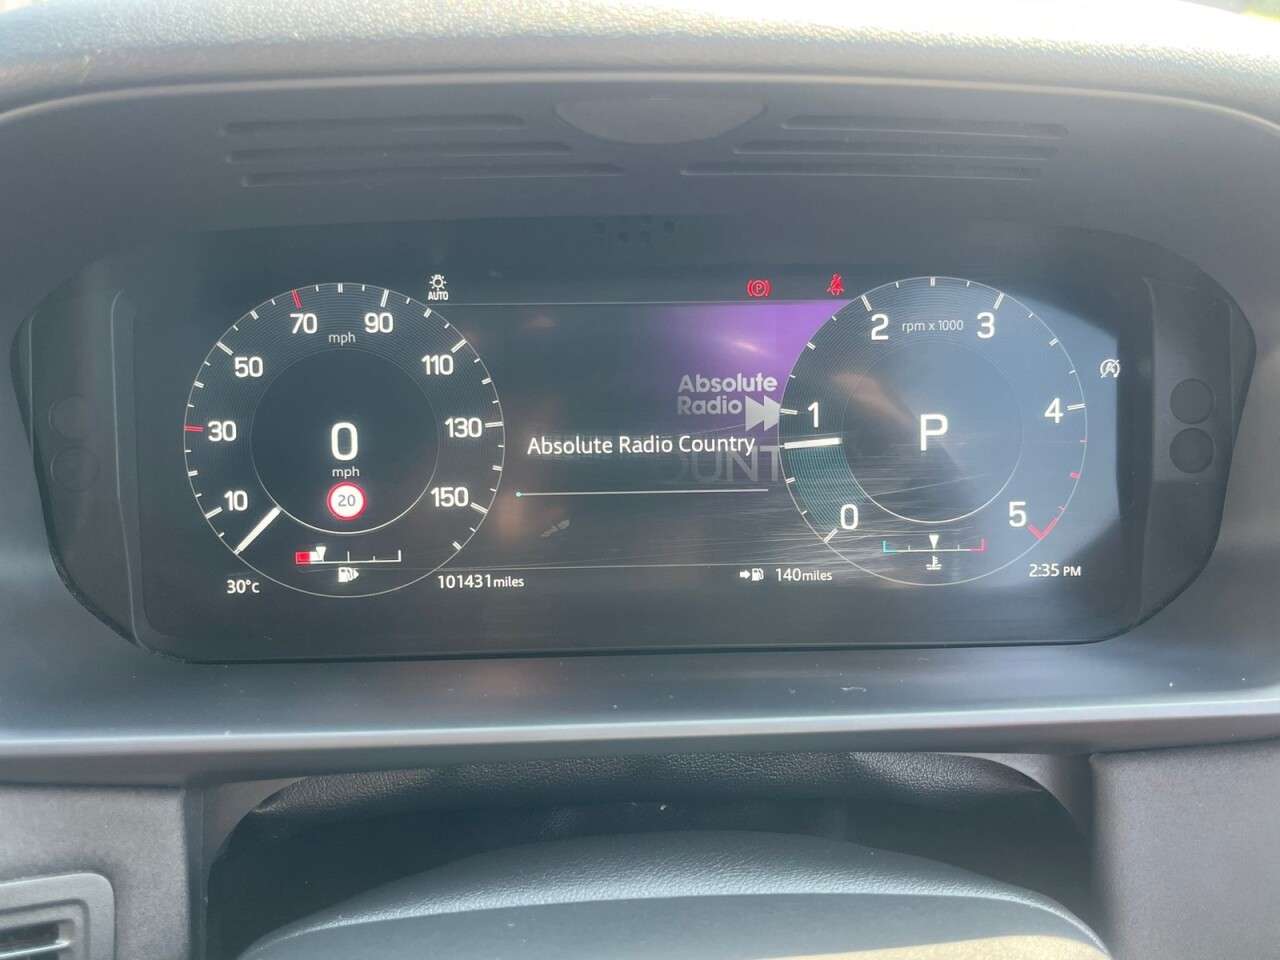 AUTO
70
90
mph
50
110
30
130
0
mph
20
10
150
30°c
101431miles
Absolute
Radio
Absolute Radio Country
OUNT
2
rpm x 1000
3
1
4
P
0
5
140miles
2:35 PM